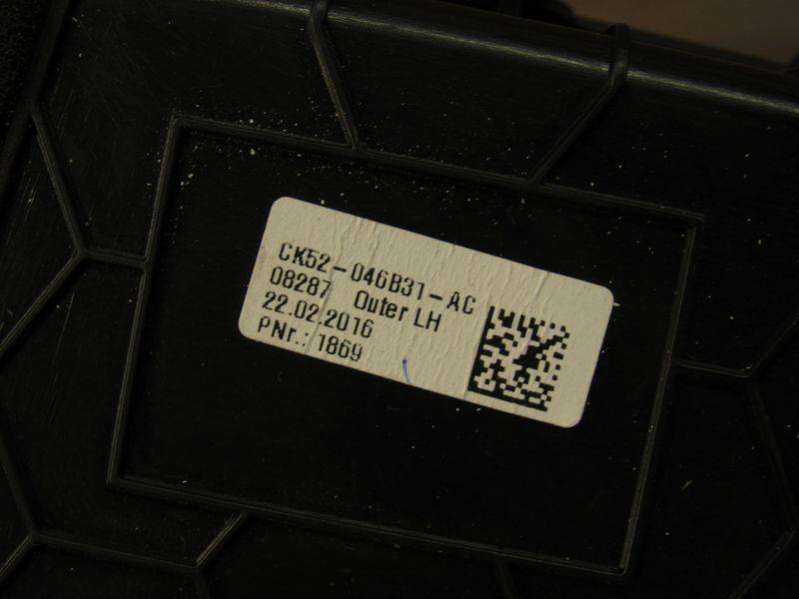 CK52-046B31-AC
08287 Outer LH
22.02.2016
PNr.: 1869